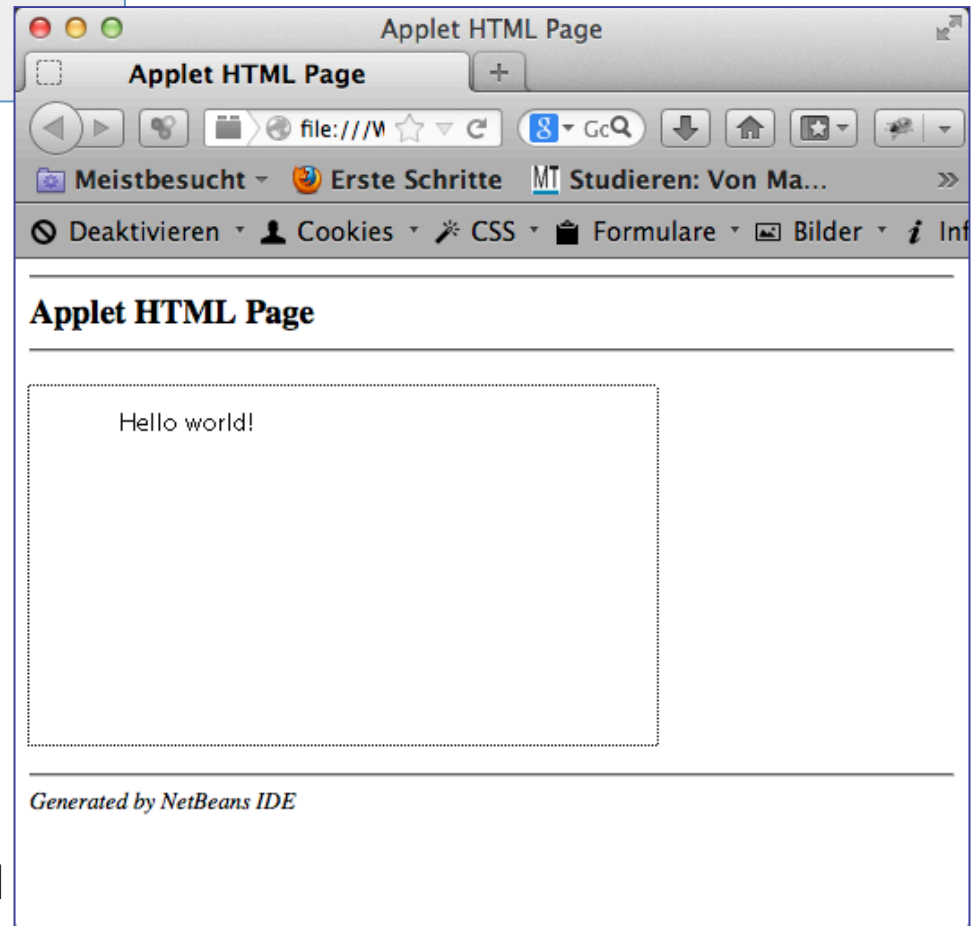 Applet HTML Page
Applet HTML Page
file:///W
Meistbesucht Erste Schritte MT Studieren: Von Ma...
Deaktivieren Cookies CSS Formulare Bilder i Inf
Applet HTML Page
Hello world!
Generated by NetBeans IDE